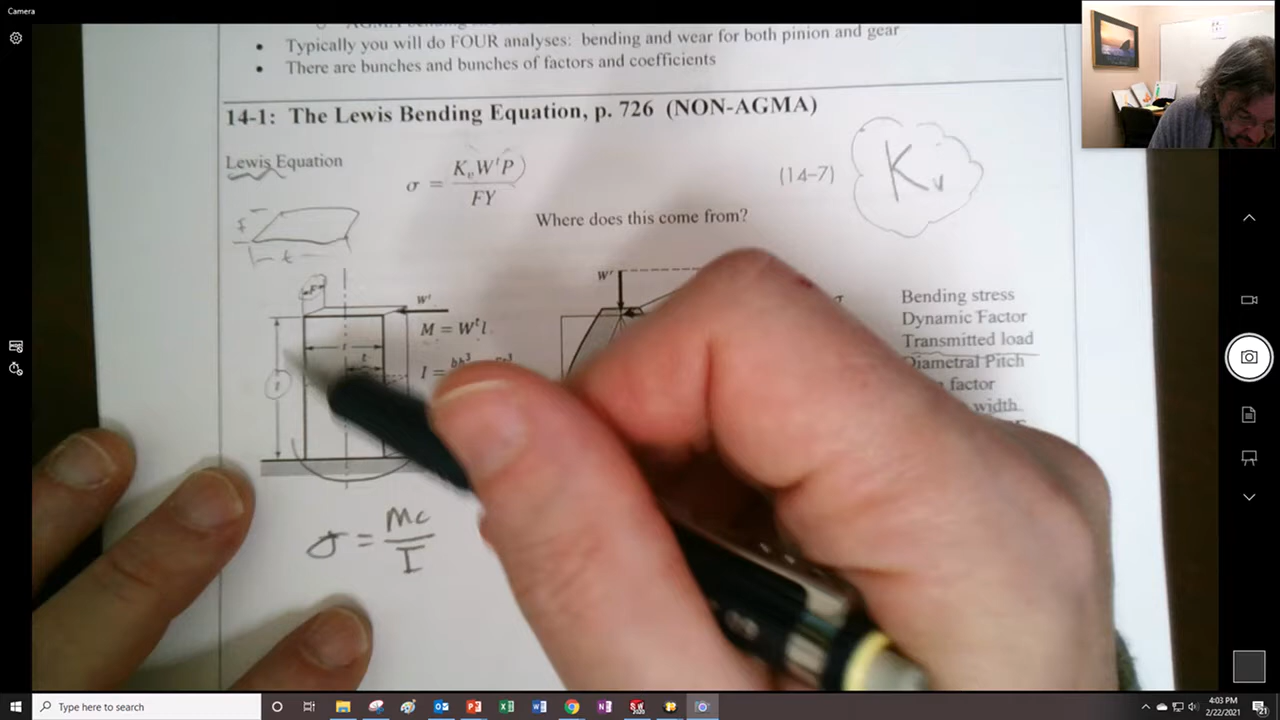 Camera
Typically you will do FOUR analyses: bending and wear for both pinion and gear
There are bunches and bunches of factors and coefficients
14-1: The Lewis Bending Equation, p. 726 (NON-AGMA)
Lewis Equation
σ = KᵥWᵗP / FY
(14–7)
Kv
Where does this come from?
t
F
Wᵗ
M = Wᵗl
I =
t
l
Wᵗ
Bending stress
Dynamic Factor
Transmitted load
Diametral Pitch
factor
width
σ = Mc / I
Type here to search
4:03 PM
2/22/2021